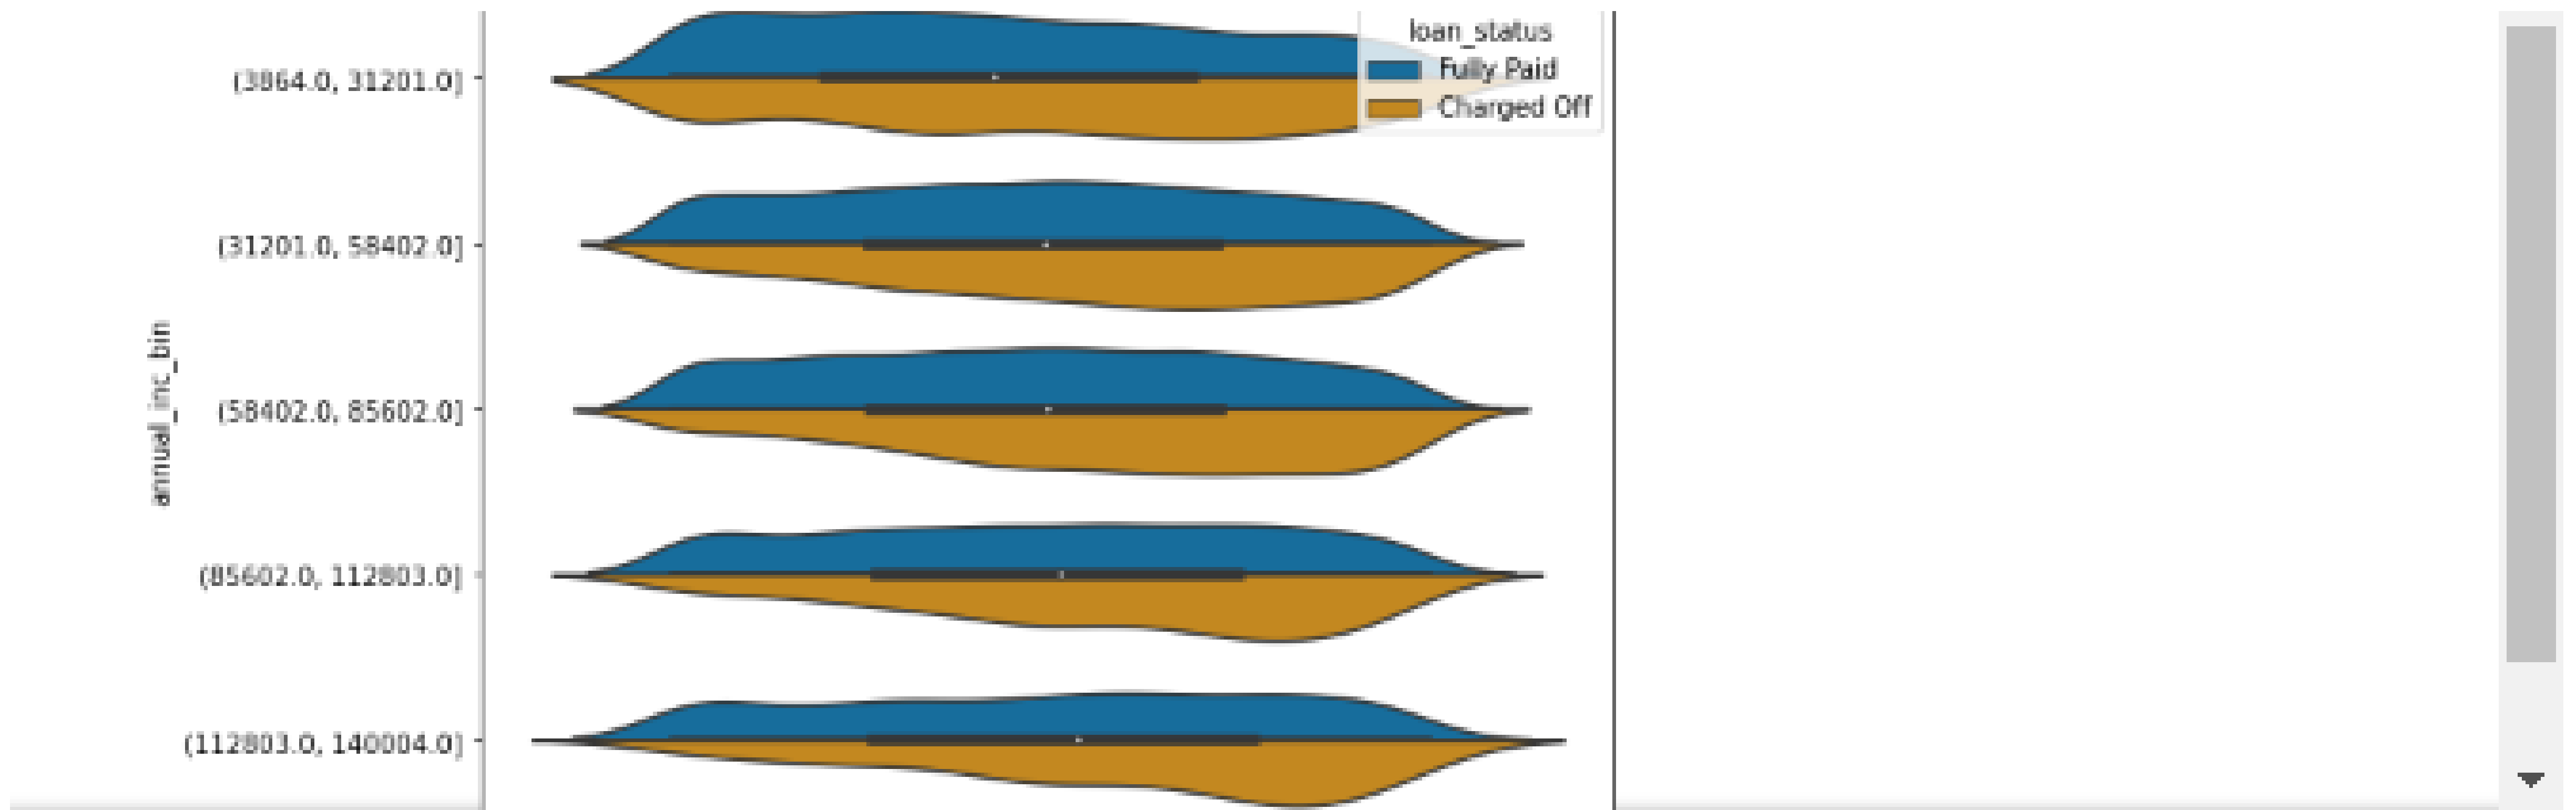 loan_status
Fully Paid
Charged Off
(3864.0, 31201.0]
(31201.0, 58402.0]
annual_inc_bin
(58402.0, 85602.0]
(85602.0, 112803.0]
(112803.0, 140004.0]